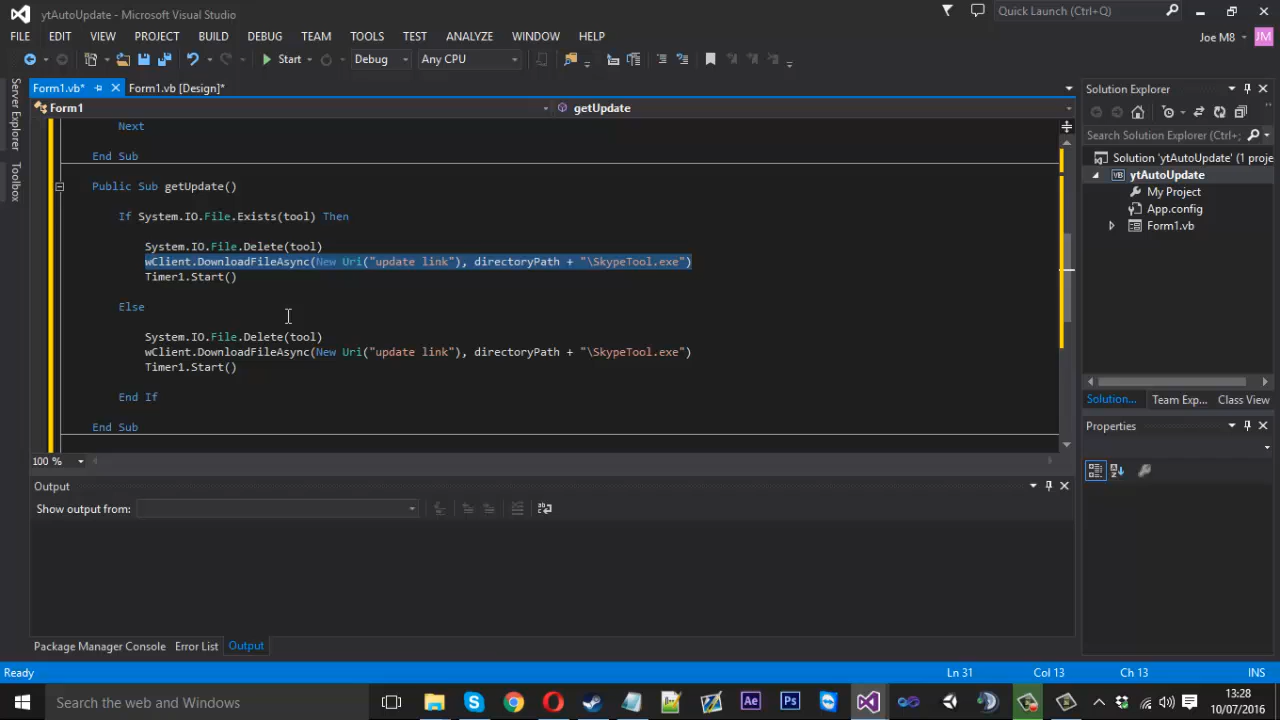 ytAutoUpdate - Microsoft Visual Studio
Quick Launch (Ctrl+Q)
FILE EDIT VIEW PROJECT BUILD DEBUG TEAM TOOLS TEST ANALYZE WINDOW HELP
Joe M8 JM
Start Debug Any CPU
Form1.vb* Form1.vb [Design]*
Solution Explorer
Form1 getUpdate
Server Explorer
Toolbox
Next
End Sub
Public Sub getUpdate()
If System.IO.File.Exists(tool) Then
System.IO.File.Delete(tool)
wClient.DownloadFileAsync(New Uri("update link"), directoryPath + "\SkypeTool.exe")
Timer1.Start()
Else
System.IO.File.Delete(tool)
wClient.DownloadFileAsync(New Uri("update link"), directoryPath + "\SkypeTool.exe")
Timer1.Start()
End If
End Sub
100 %
Search Solution Explorer (Ctrl+;
Solution 'ytAutoUpdate' (1 proje
VB ytAutoUpdate
My Project
App.config
Form1.vb
Solution... Team Exp... Class View
Properties
Output
Show output from:
Package Manager Console Error List Output
Ready Ln 31 Col 13 Ch 13 INS
Search the web and Windows
Ae Ps
13:28
10/07/2016